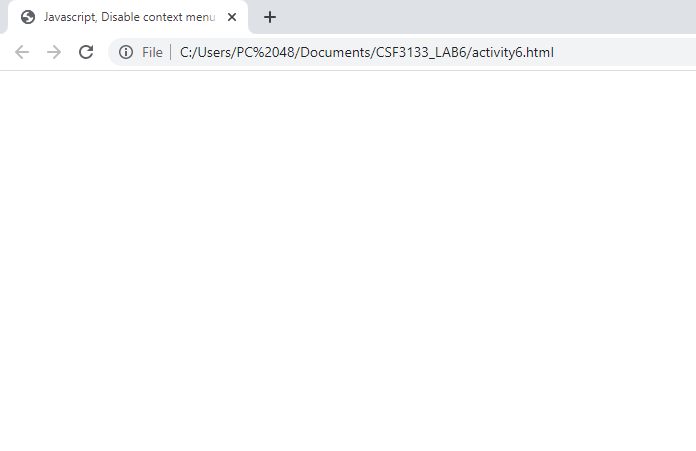 Javascript, Disable context menu
File | C:/Users/PC%2048/Documents/CSF3133_LAB6/activity6.html